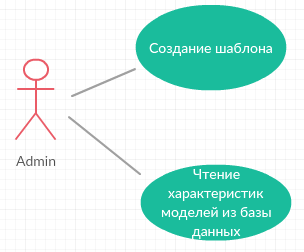 Создание шаблона
Admin
Чтение
характеристик
моделей из базы
данных